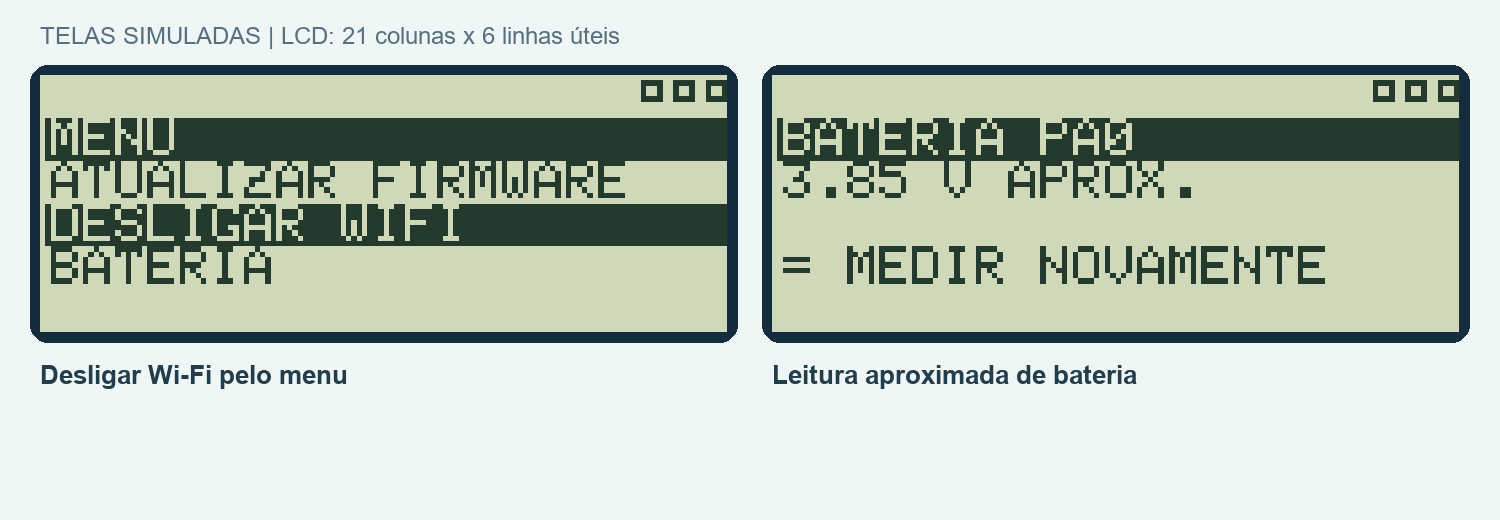 TELAS SIMULADAS | LCD: 21 colunas x 6 linhas úteis
MENU
ATUALIZAR FIRMWARE
DESLIGAR WIFI
BATERIA
Desligar Wi-Fi pelo menu
BATERIA PA0
3.85 V APROX.
= MEDIR NOVAMENTE
Leitura aproximada de bateria